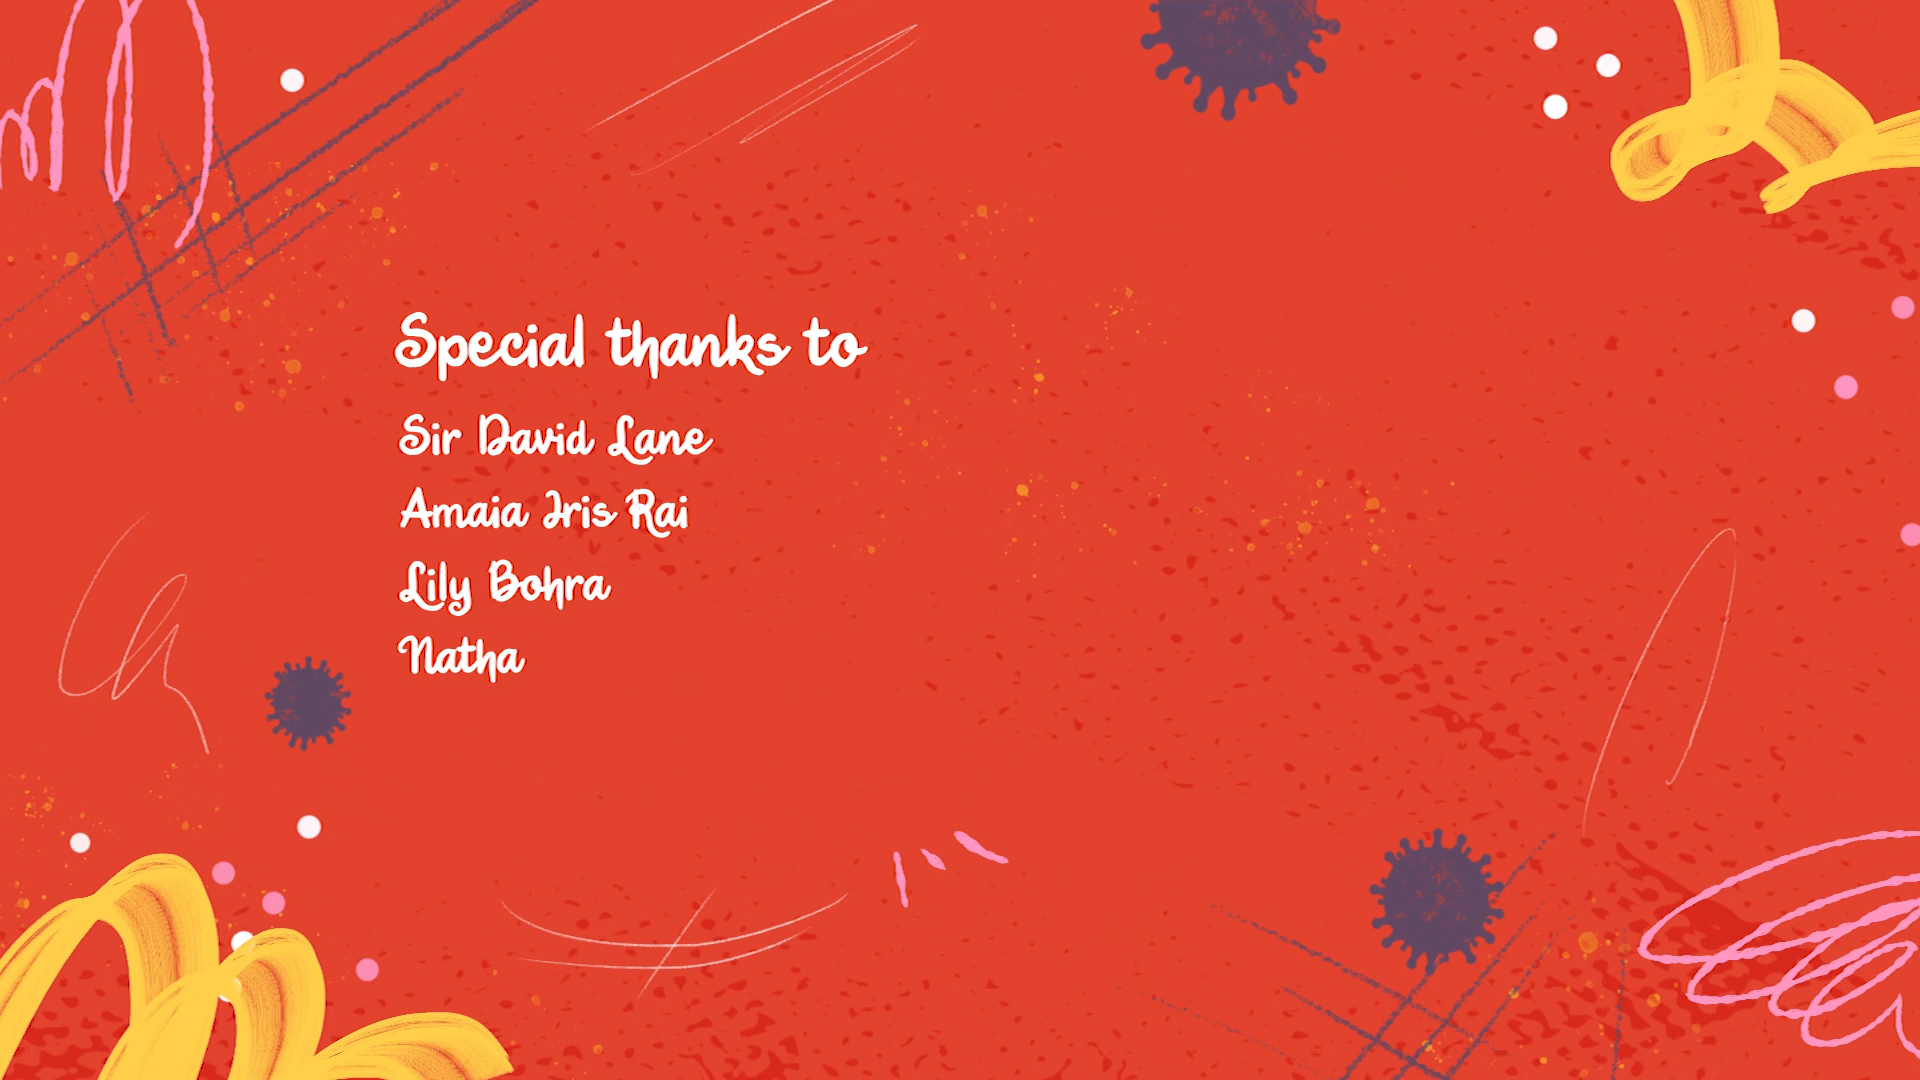 Special thanks to
Sir David Lane
Amaia Iris Rai
Lily Bohra
Natha